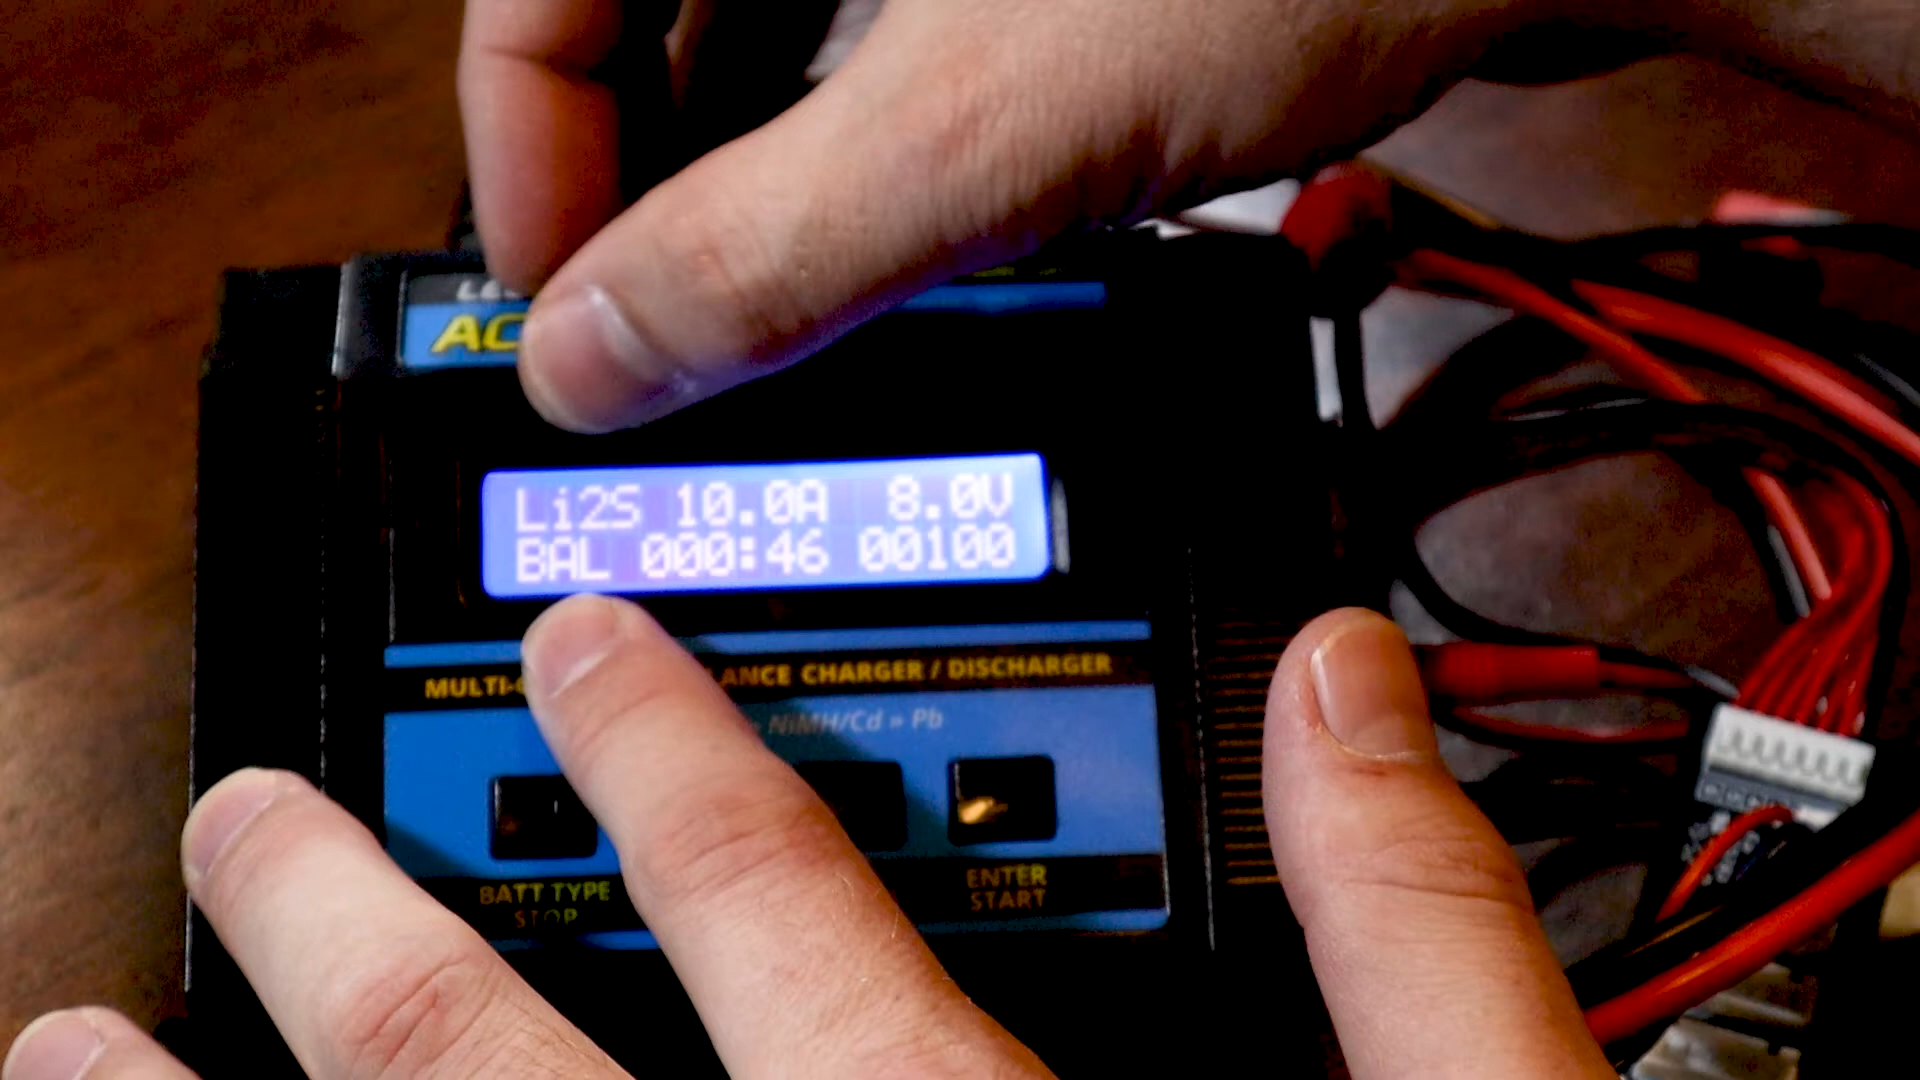 AC
Li2S 10.0A 8.0V
BAL 000:46 00100
MULTI- LANCE CHARGER / DISCHARGER
» NiMH/Cd » Pb
BATT TYPE
STOP
ENTER
START